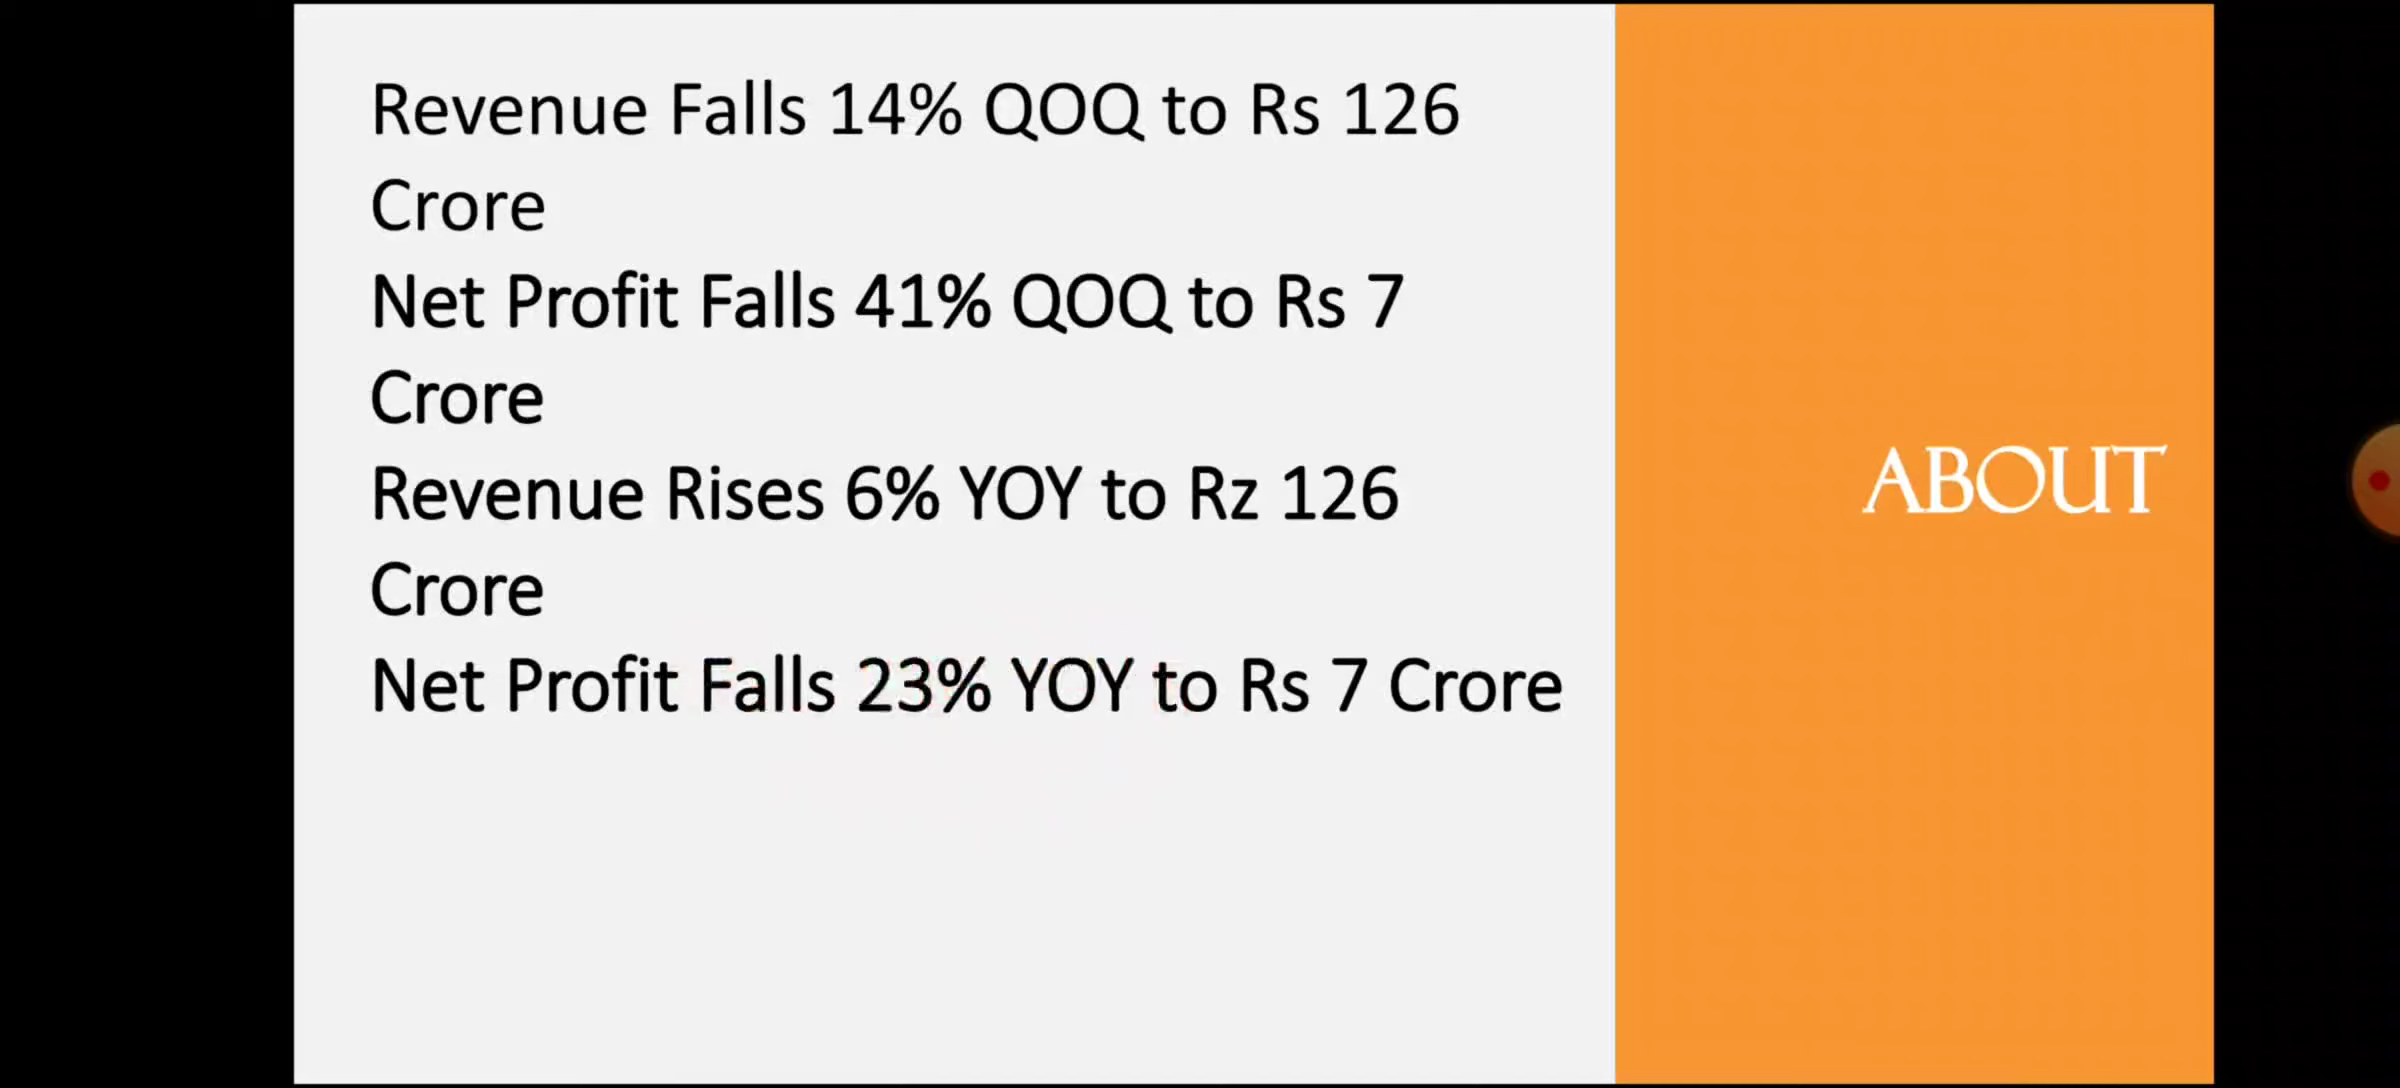 Revenue Falls 14% QOQ to Rs 126
Crore
Net Profit Falls 41% QOQ to Rs 7
Crore
Revenue Rises 6% YOY to Rz 126
Crore
Net Profit Falls 23% YOY to Rs 7 Crore
ABOUT